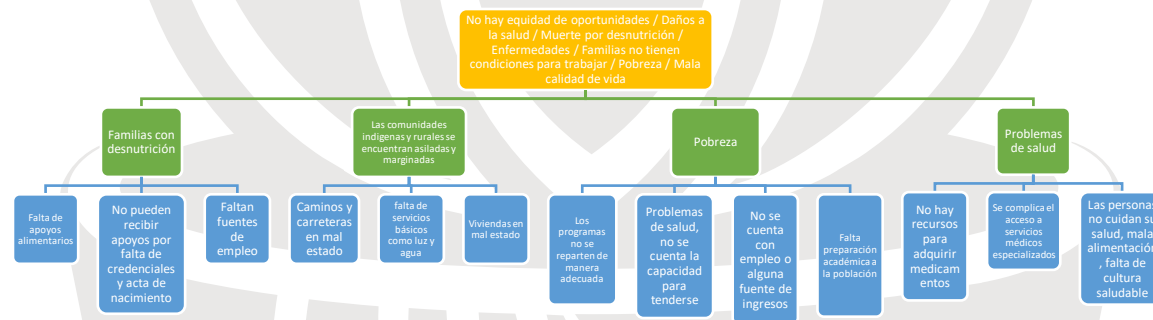 No hay equidad de oportunidades / Daños a
la salud / Muerte por desnutrición /
Enfermedades / Familias no tienen
condiciones para trabajar / Pobreza / Mala
calidad de vida
Familias con
desnutrición
Las comunidades
indigenas y rurales se
encuentran asiladas y
marginadas
Pobreza
Problemas
de salud
Falta de
apoyos
alimentarios
No pueden
recibir
apoyos por
falta de
credenciales
y acta de
nacimiento
Faltan
fuentes
de
empleo
Caminos y
carreteras
en mal
estado
falta de
servicios
básicos
como luz y
agua
Viviendas en
mal estado
Los
programas
no se
reparten de
manera
adecuada
Problemas
de salud,
no se
cuenta la
capacidad
para
tenderse
No se
cuenta
con
empleo o
alguna
fuente de
ingresos
Falta
preparación
académica a
la población
No hay
recursos
para
adquirir
medicam
entos
Se complica el
acceso a
servicios
médicos
especializados
Las personas
no cuidan su
salud, mala
alimentación
, falta de
cultura
saludable